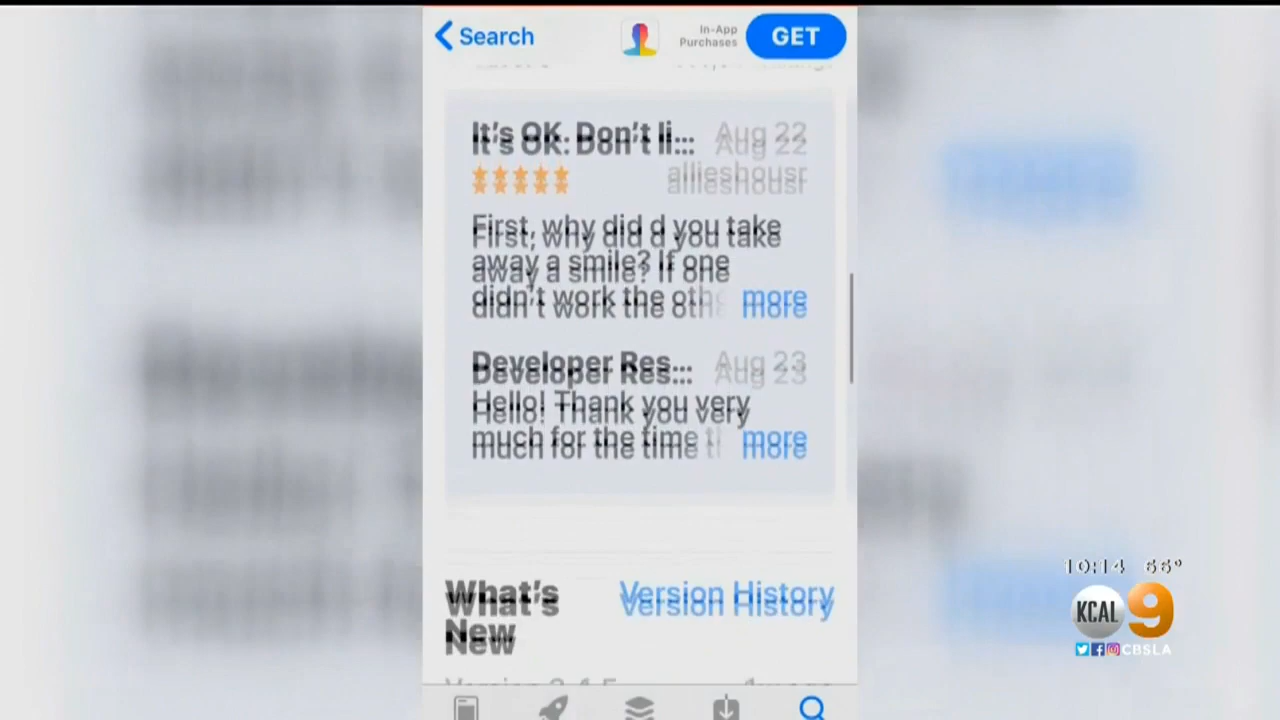 Search
In-App
Purchases
GET
It's OK. Don't li...
Aug 22
allieshousr
First, why did d you take
away a smile? If one
didn't work the othe
more
Developer Res...
Aug 23
Hello! Thank you very
much for the time
more
What's
New
Version History
10:14 66°
KCAL 9
CBSLA